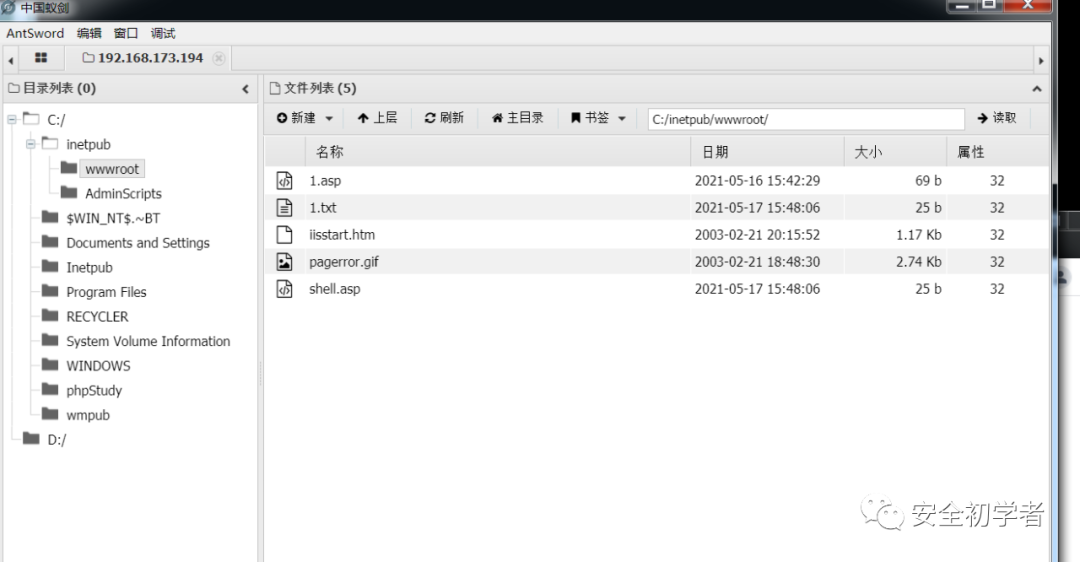 中国蚁剑
AntSword 编辑 窗口 调试
192.168.173.194
目录列表 (0)
C:/
inetpub
wwwroot
AdminScripts
$WIN_NT$.~BT
Documents and Settings
Inetpub
Program Files
RECYCLER
System Volume Information
WINDOWS
phpStudy
wmpub
D:/
文件列表 (5)
新建 上层 刷新 主目录 书签 C:/inetpub/wwwroot/ 读取
名称 日期 大小 属性
1.asp 2021-05-16 15:42:29 69 b 32
1.txt 2021-05-17 15:48:06 25 b 32
iisstart.htm 2003-02-21 20:15:52 1.17 Kb 32
pagerror.gif 2003-02-21 18:48:30 2.74 Kb 32
shell.asp 2021-05-17 15:48:06 25 b 32
安全初学者